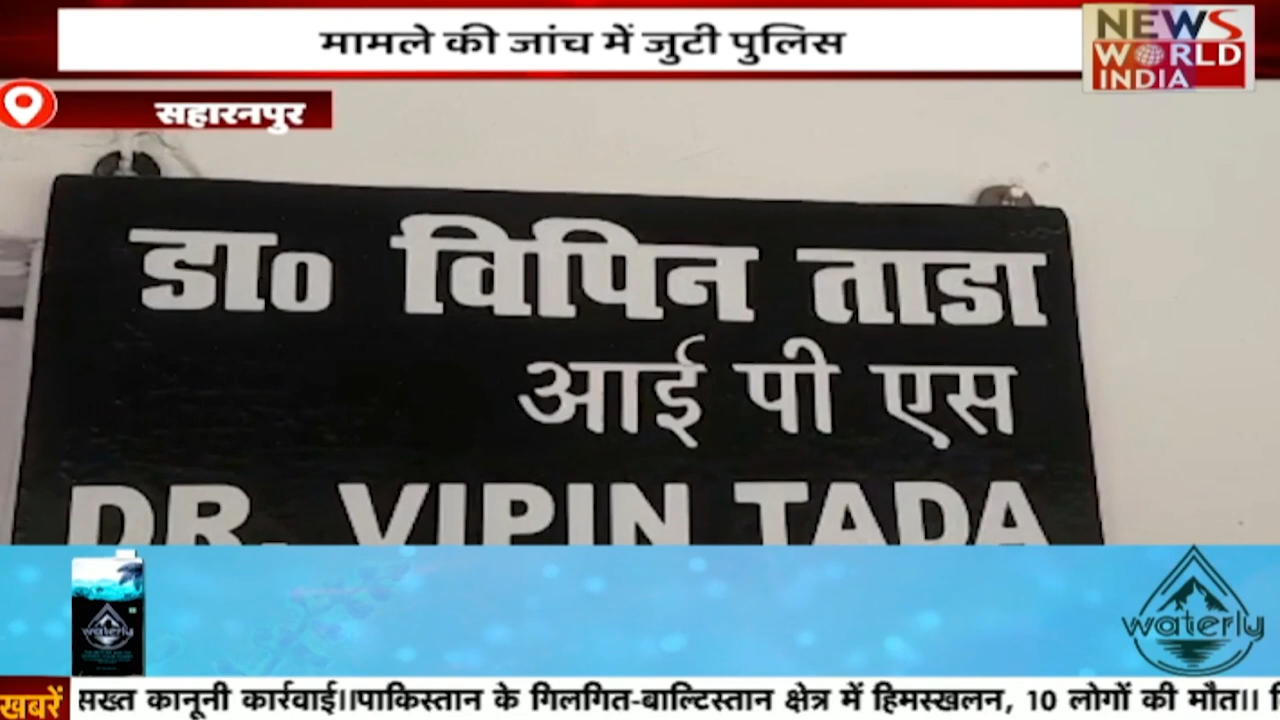 मामले की जांच में जुटी पुलिस
NEWS
WORLD
INDIA
सहारनपुर
डा० विपिन ताडा
आई पी एस
DR. VIPIN TADA
waterly
waterly
खबरें
सख्त कानूनी कार्रवाई।।पाकिस्तान के गिलगित-बाल्टिस्तान क्षेत्र में हिमस्खलन, 10 लोगों की मौत।।